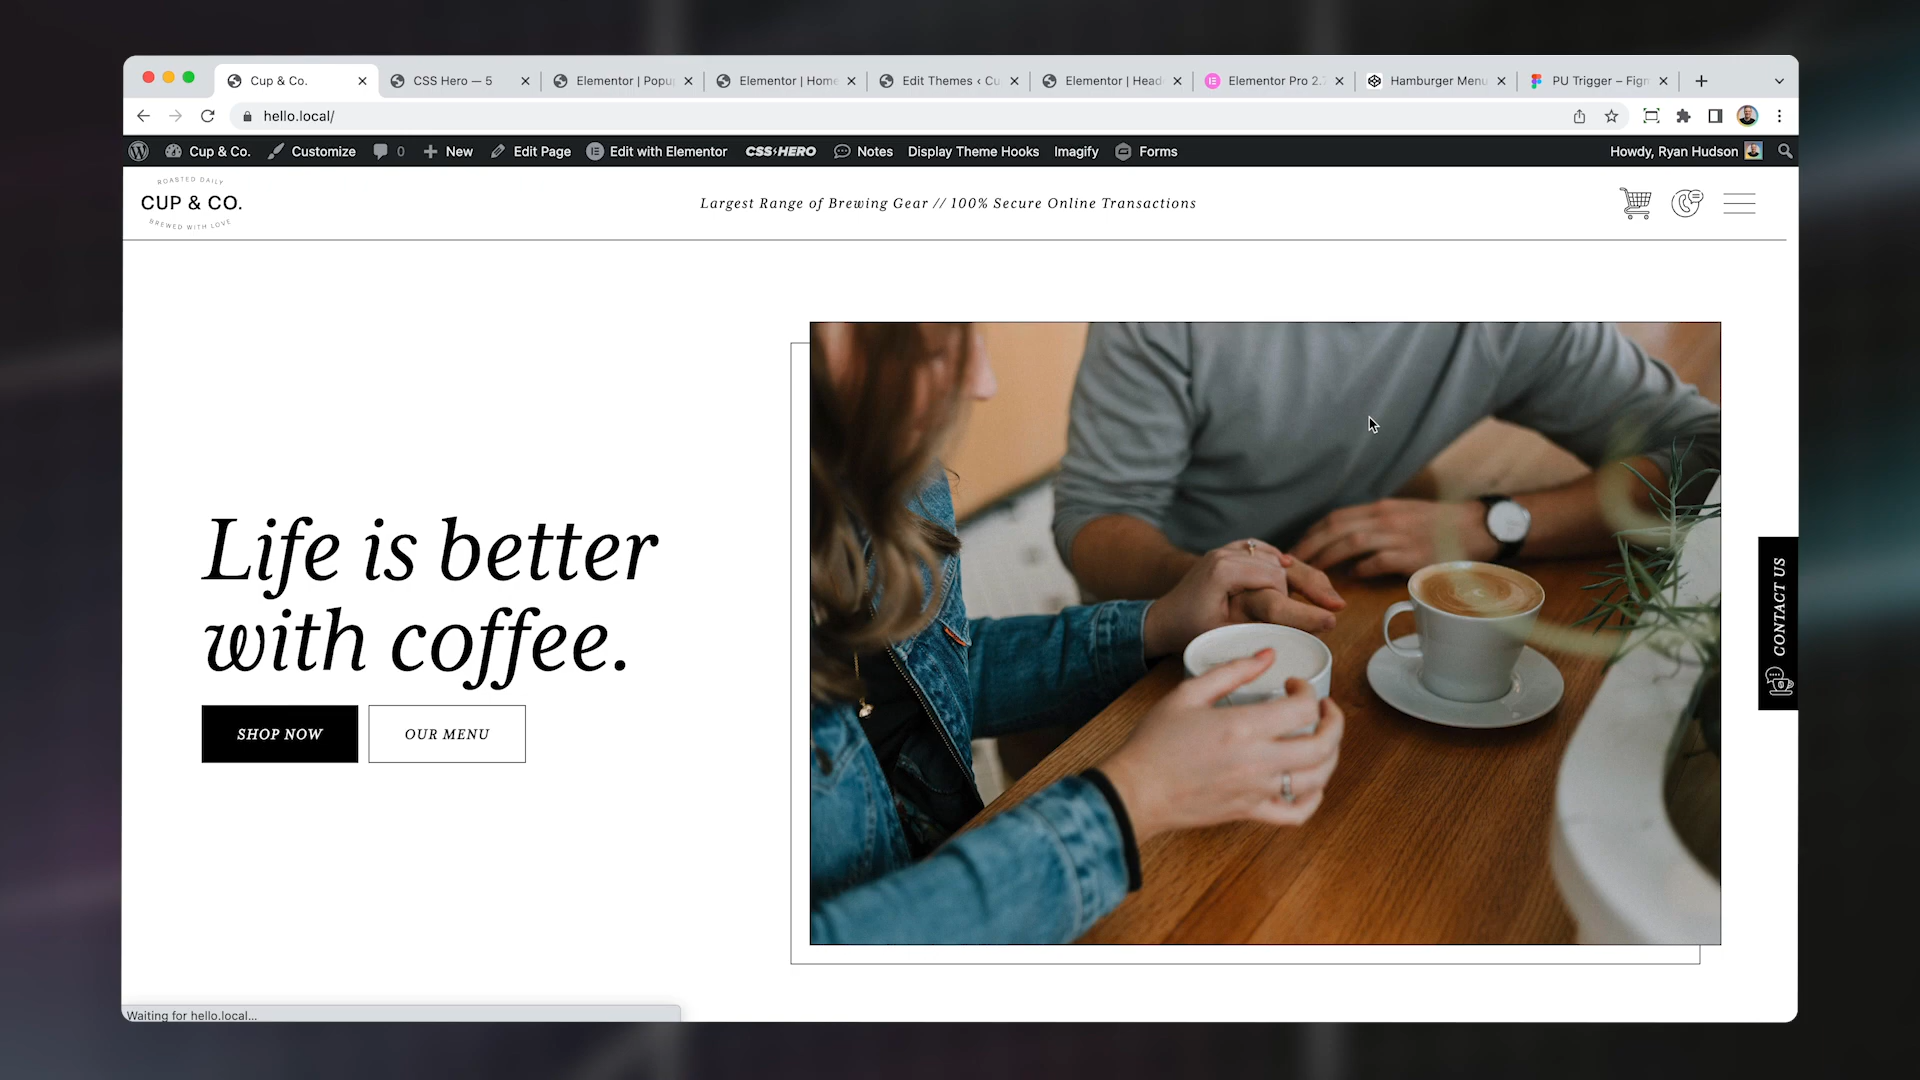 Cup & Co.
CSS Hero — 5
Elementor | Popu
Elementor | Home
Edit Themes ‹ Cu
Elementor | Head
Elementor Pro 2.
Hamburger Menu
PU Trigger – Figm
hello.local/
Cup & Co.
Customize
0
New
Edit Page
Edit with Elementor
CSS HERO
Notes
Display Theme Hooks
Imagify
Forms
Howdy, Ryan Hudson
ROASTED DAILY
CUP & CO.
BREWED WITH LOVE
Largest Range of Brewing Gear // 100% Secure Online Transactions
Life is better
with coffee.
SHOP NOW
OUR MENU
CONTACT US
Waiting for hello.local...